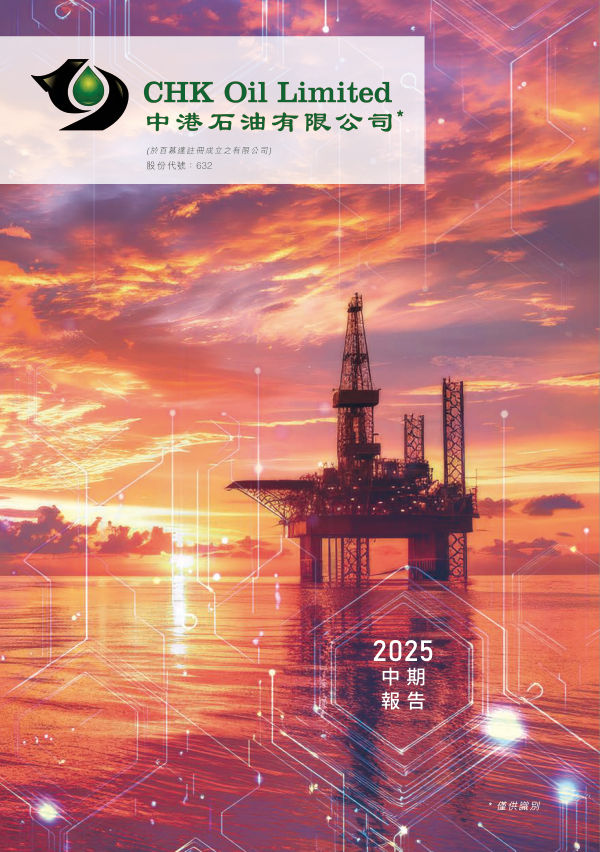 CHK Oil Limited
中港石油有限公司*
(於百慕達註冊成立之有限公司)
股份代號：632
2025
中期
報告
* 僅供識別